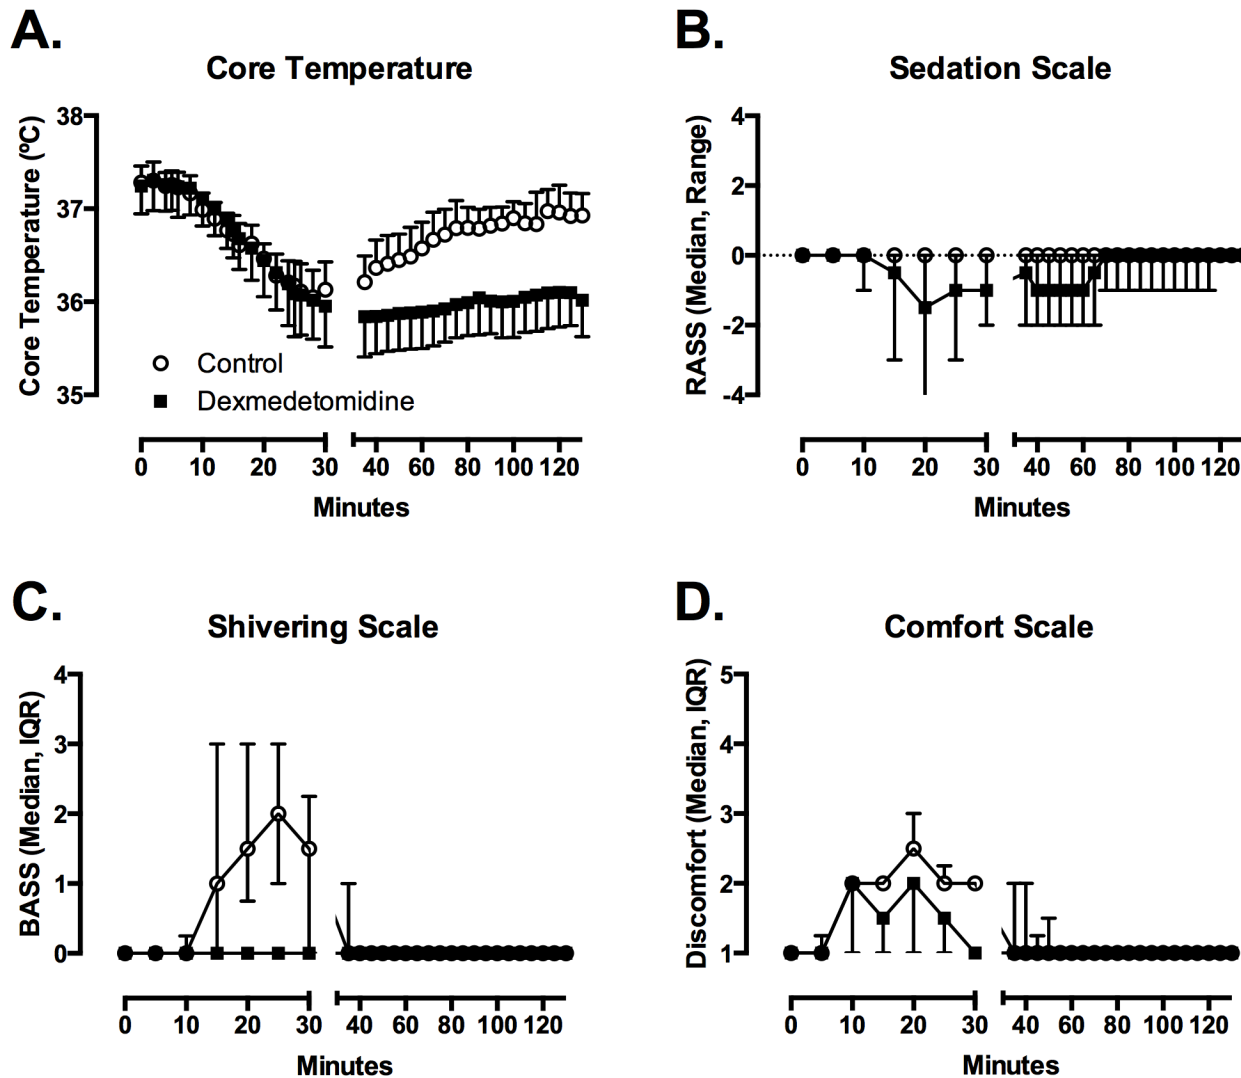 A.
Core Temperature
Core Temperature (ºC)
38
37
36
35
Control
Dexmedetomidine
0 10 20 30 40 60 80 100 120
Minutes
B.
Sedation Scale
RASS (Median, Range)
4
2
0
-2
-4
0 10 20 30 40 60 80 100 120
Minutes
C.
Shivering Scale
BASS (Median, IQR)
4
3
2
1
0
0 10 20 30 40 60 80 100 120
Minutes
D.
Comfort Scale
Discomfort (Median, IQR)
5
4
3
2
1
0 10 20 30 40 60 80 100 120
Minutes